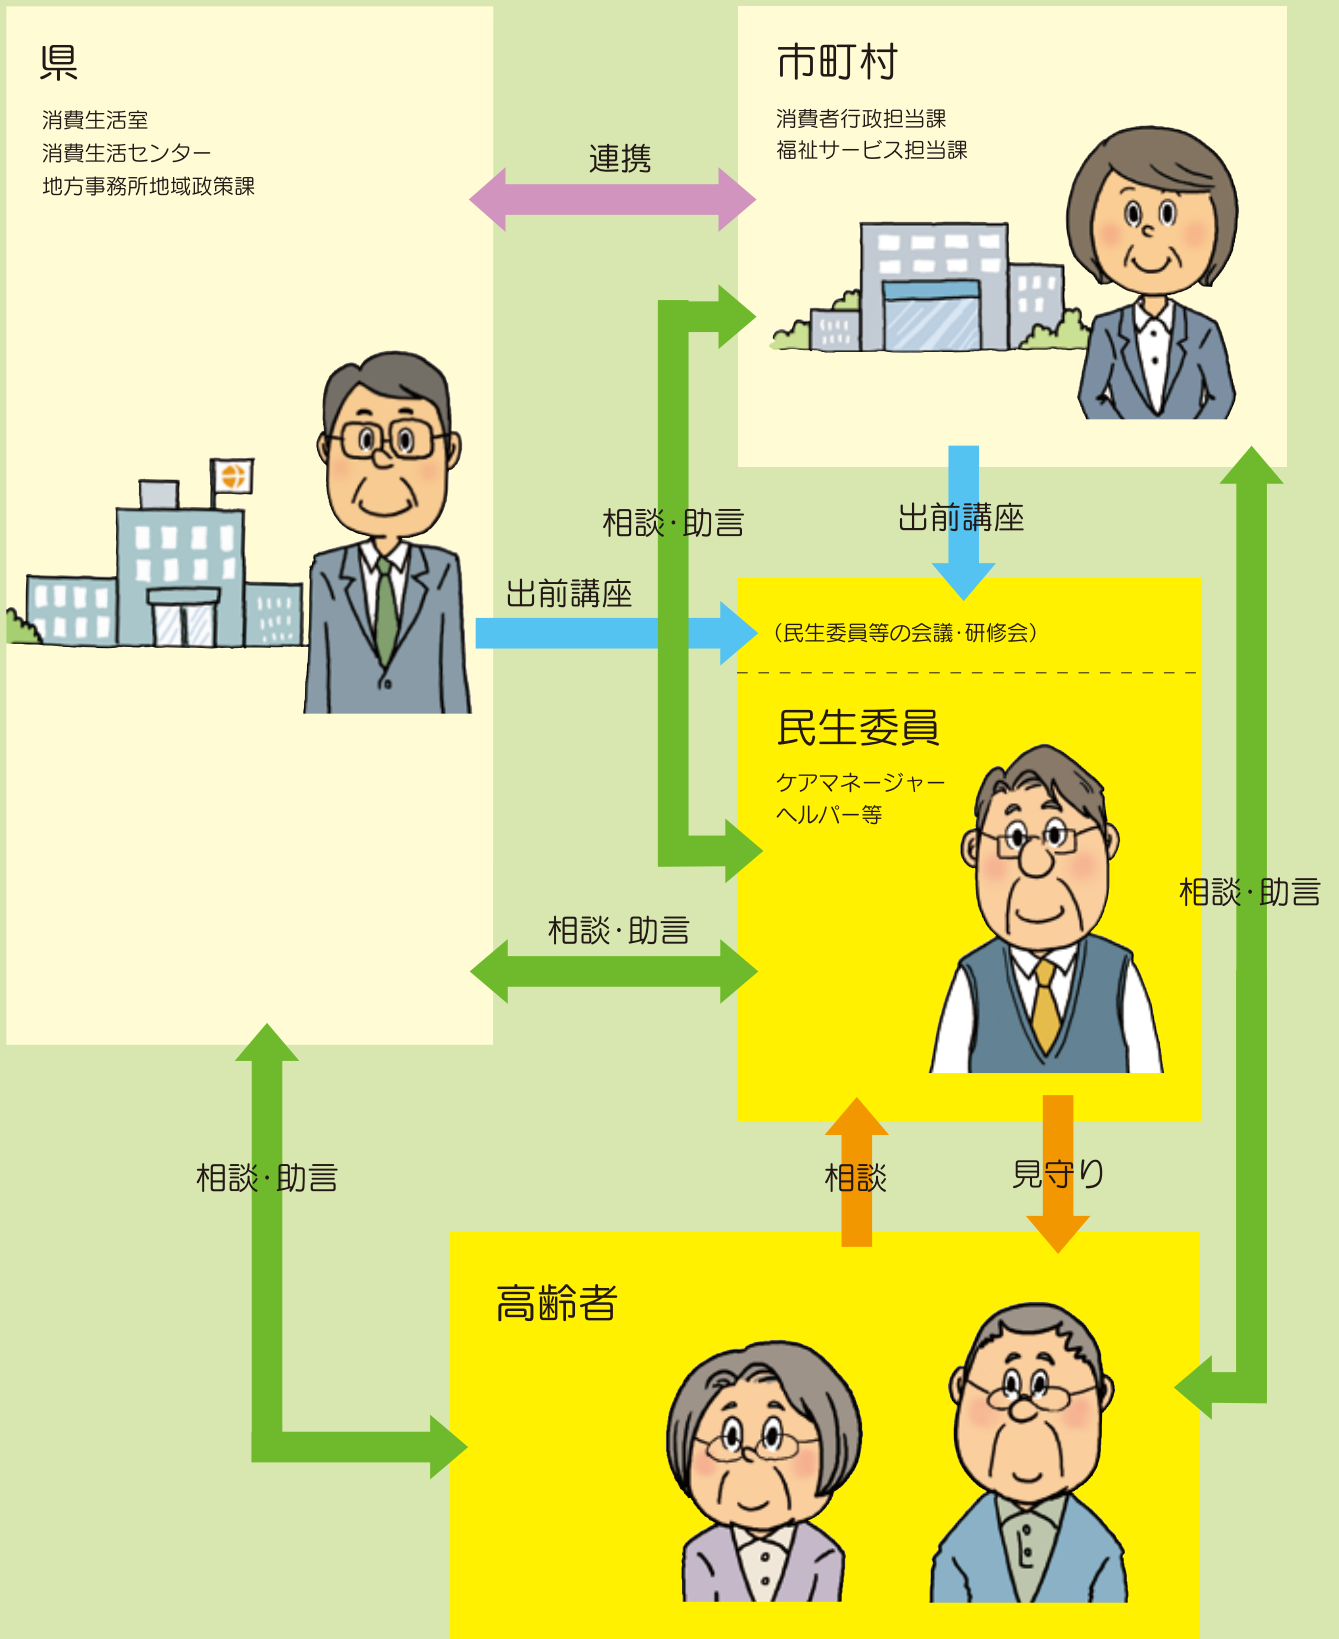 県
消費生活室
消費生活センター
地方事務所地域政策課
市町村
消費者行政担当課
福祉サービス担当課
連携
相談・助言
出前講座
出前講座
(民生委員等の会議・研修会)
民生委員
ケアマネージャー
ヘルパー等
相談・助言
相談・助言
相談・助言
相談
見守り
高齢者